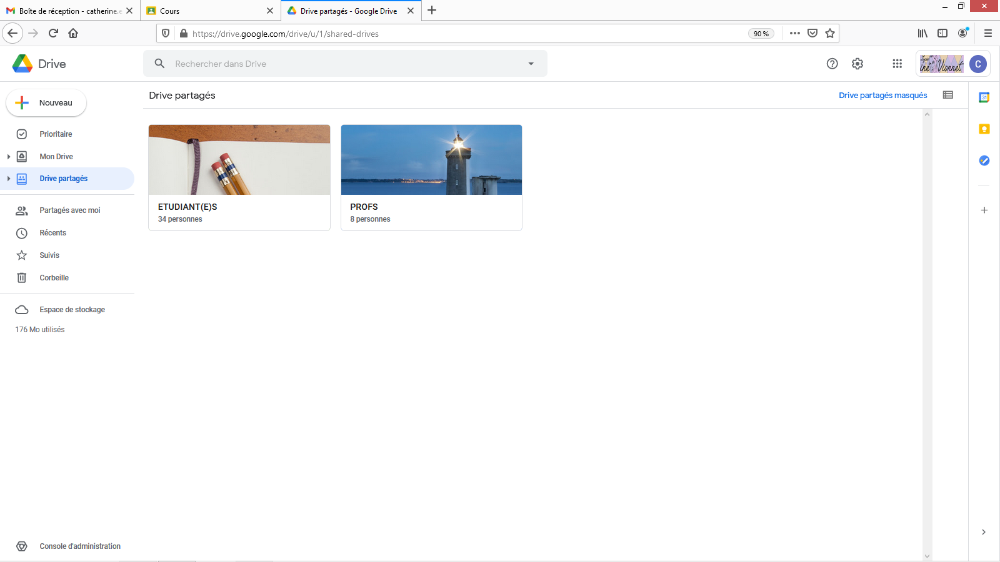 Boîte de réception - catherine.e
Cours
Drive partagés - Google Drive
https://drive.google.com/drive/u/1/shared-drives
90 %
Drive
Rechercher dans Drive
ine Vionnet
C
Nouveau
Drive partagés
Drive partagés masqués
31
Prioritaire
Mon Drive
Drive partagés
Partagés avec moi
Récents
Suivis
Corbeille
Espace de stockage
176 Mo utilisés
ETUDIANT(E)S
34 personnes
PROFS
8 personnes
Console d'administration